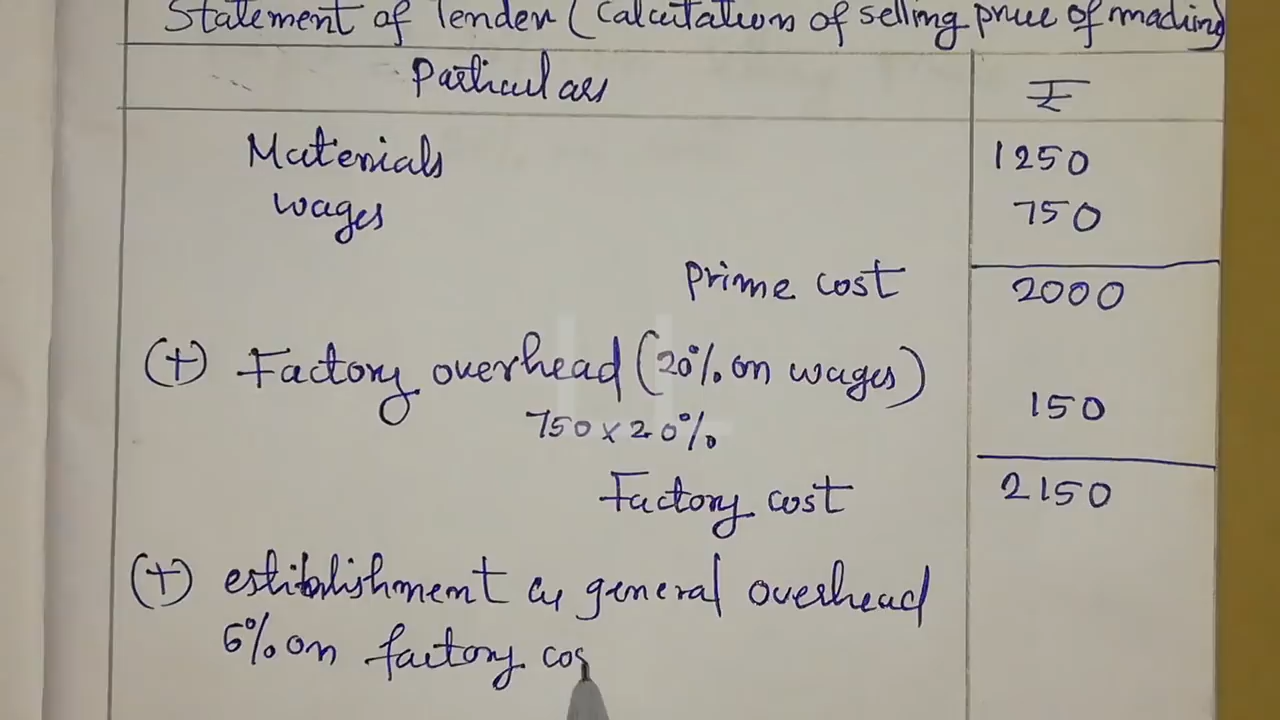 Statement of Tender (Calculation of selling price of machine)
Particulars ₹
Materials 1250
wages 750
prime cost 2000
(+) Factory overhead (20% on wages) 150
750 x 20%
Factory cost 2150
(+) establishment & general overhead
6% on factory cos